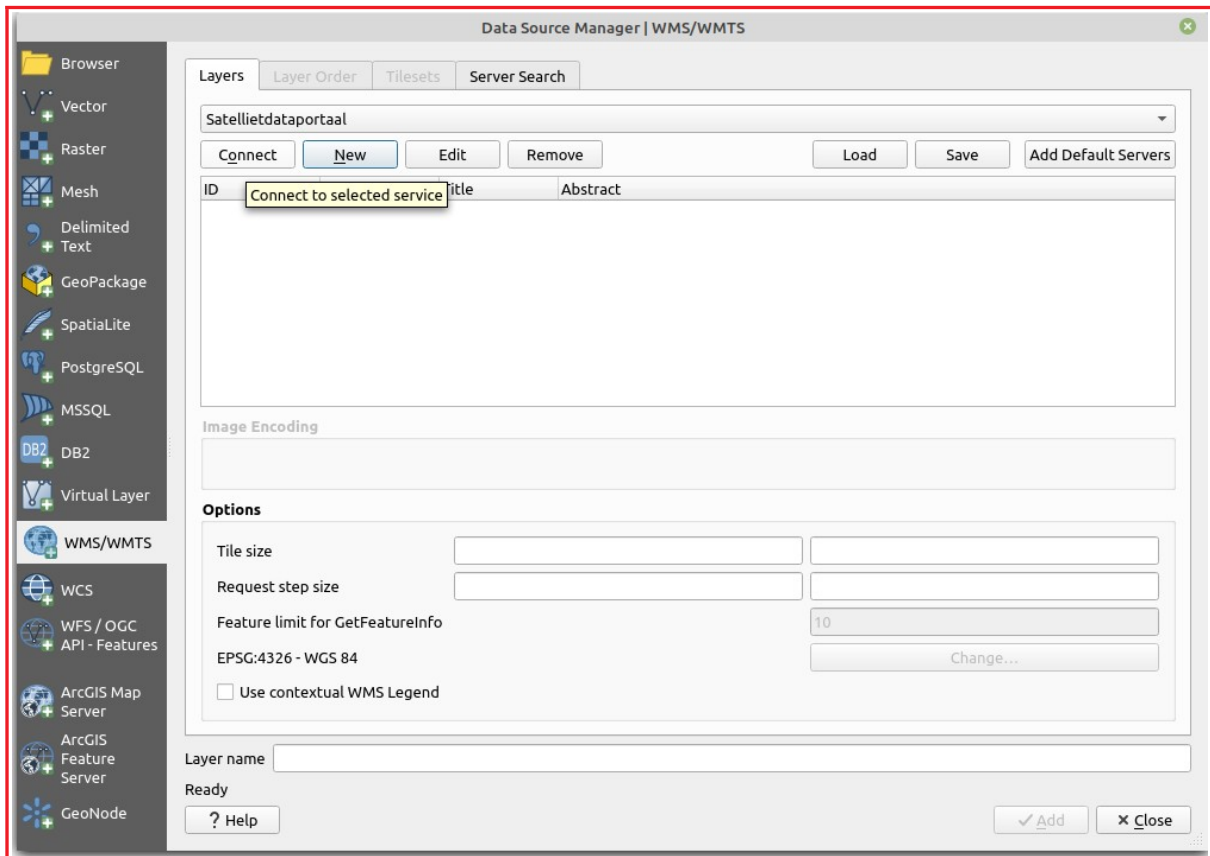 Data Source Manager | WMS/WMTS
Browser
Vector
Raster
Mesh
Delimited
Text
GeoPackage
SpatiaLite
PostgreSQL
MSSQL
DB2
DB2
Virtual Layer
WMS/WMTS
WCS
WFS / OGC
API - Features
ArcGIS Map
Server
ArcGIS
Feature
Server
GeoNode
Layers Layer Order Tilesets Server Search
Satellietdataportaal
Connect New Edit Remove Load Save Add Default Servers
ID Title Abstract
Connect to selected service
Image Encoding
Options
Tile size
Request step size
Feature limit for GetFeatureInfo 10
EPSG:4326 - WGS 84 Change...
Use contextual WMS Legend
Layer name
Ready
? Help Add Close